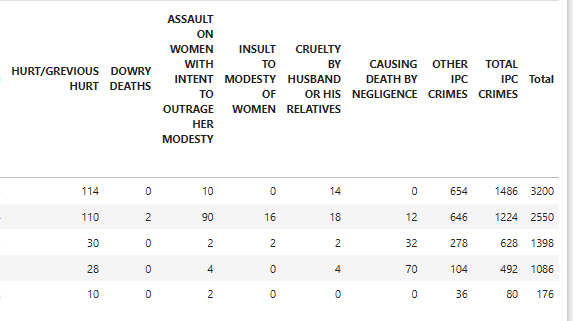 HURT/GREVIOUS HURT DOWRY DEATHS ASSAULT ON WOMEN WITH INTENT TO OUTRAGE HER MODESTY INSULT TO MODESTY OF WOMEN CRUELTY BY HUSBAND OR HIS RELATIVES CAUSING DEATH BY NEGLIGENCE OTHER IPC CRIMES TOTAL IPC CRIMES Total
114 0 10 0 14 0 654 1486 3200
110 2 90 16 18 12 646 1224 2550
30 0 2 2 2 32 278 628 1398
28 0 4 0 4 70 104 492 1086
10 0 2 0 0 0 36 80 176